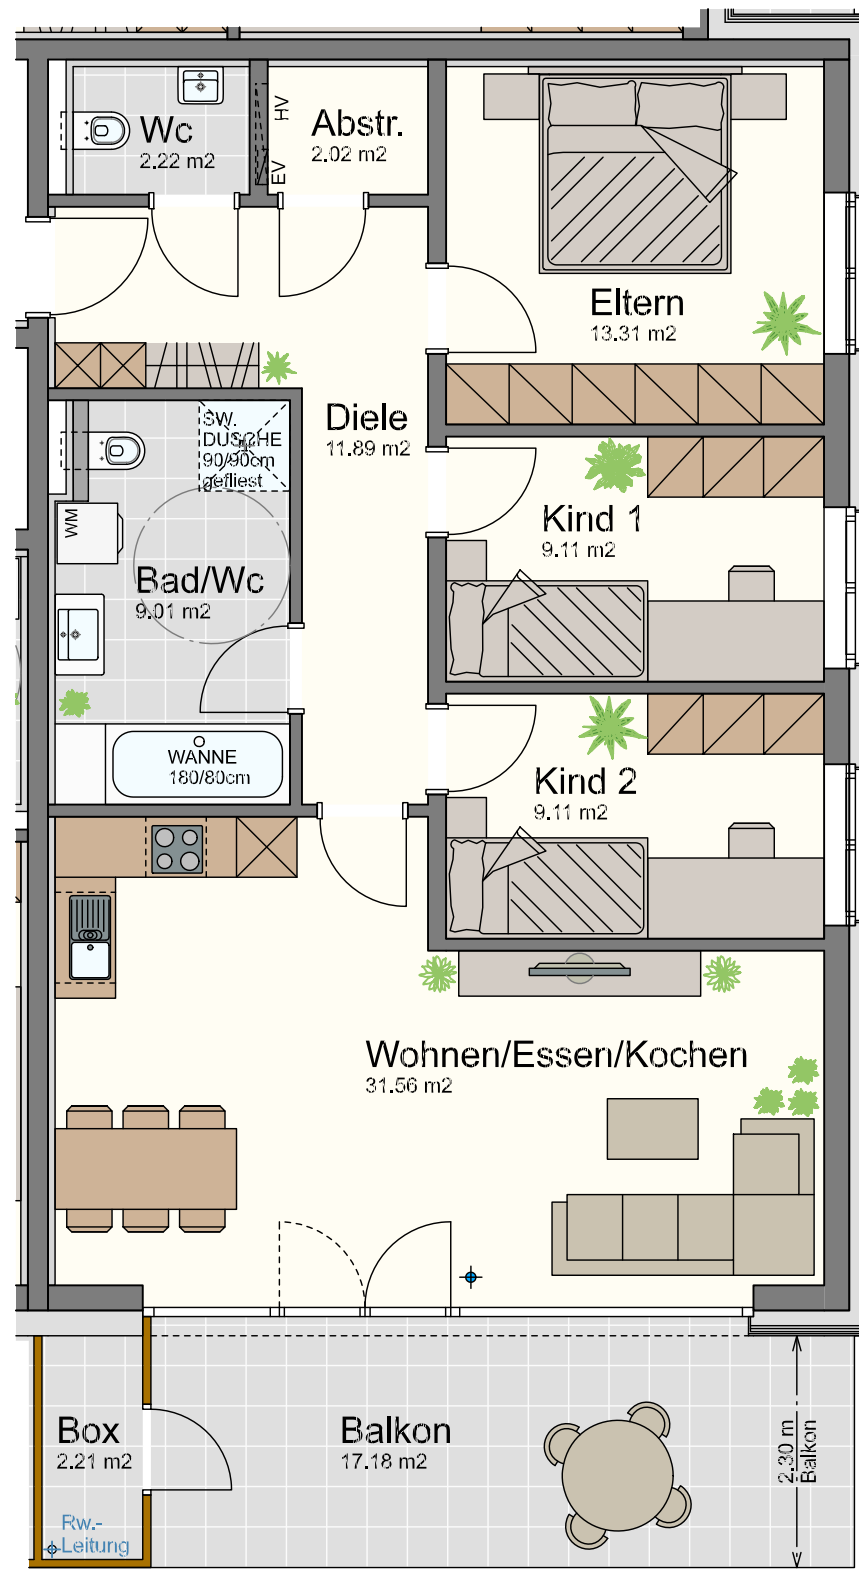 Wc
2.22 m2
HV
EV
Abstr.
2.02 m2
Eltern
13.31 m2
Diele
11.89 m2
SW.
DUSCHE
90/90cm
gefliest
WM
Bad/Wc
9.01 m2
Kind 1
9.11 m2
WANNE
180/80cm
Kind 2
9.11 m2
Wohnen/Essen/Kochen
31.56 m2
Box
2.21 m2
Balkon
17.18 m2
2.30 m
Balkon
Rw.-
Leitung